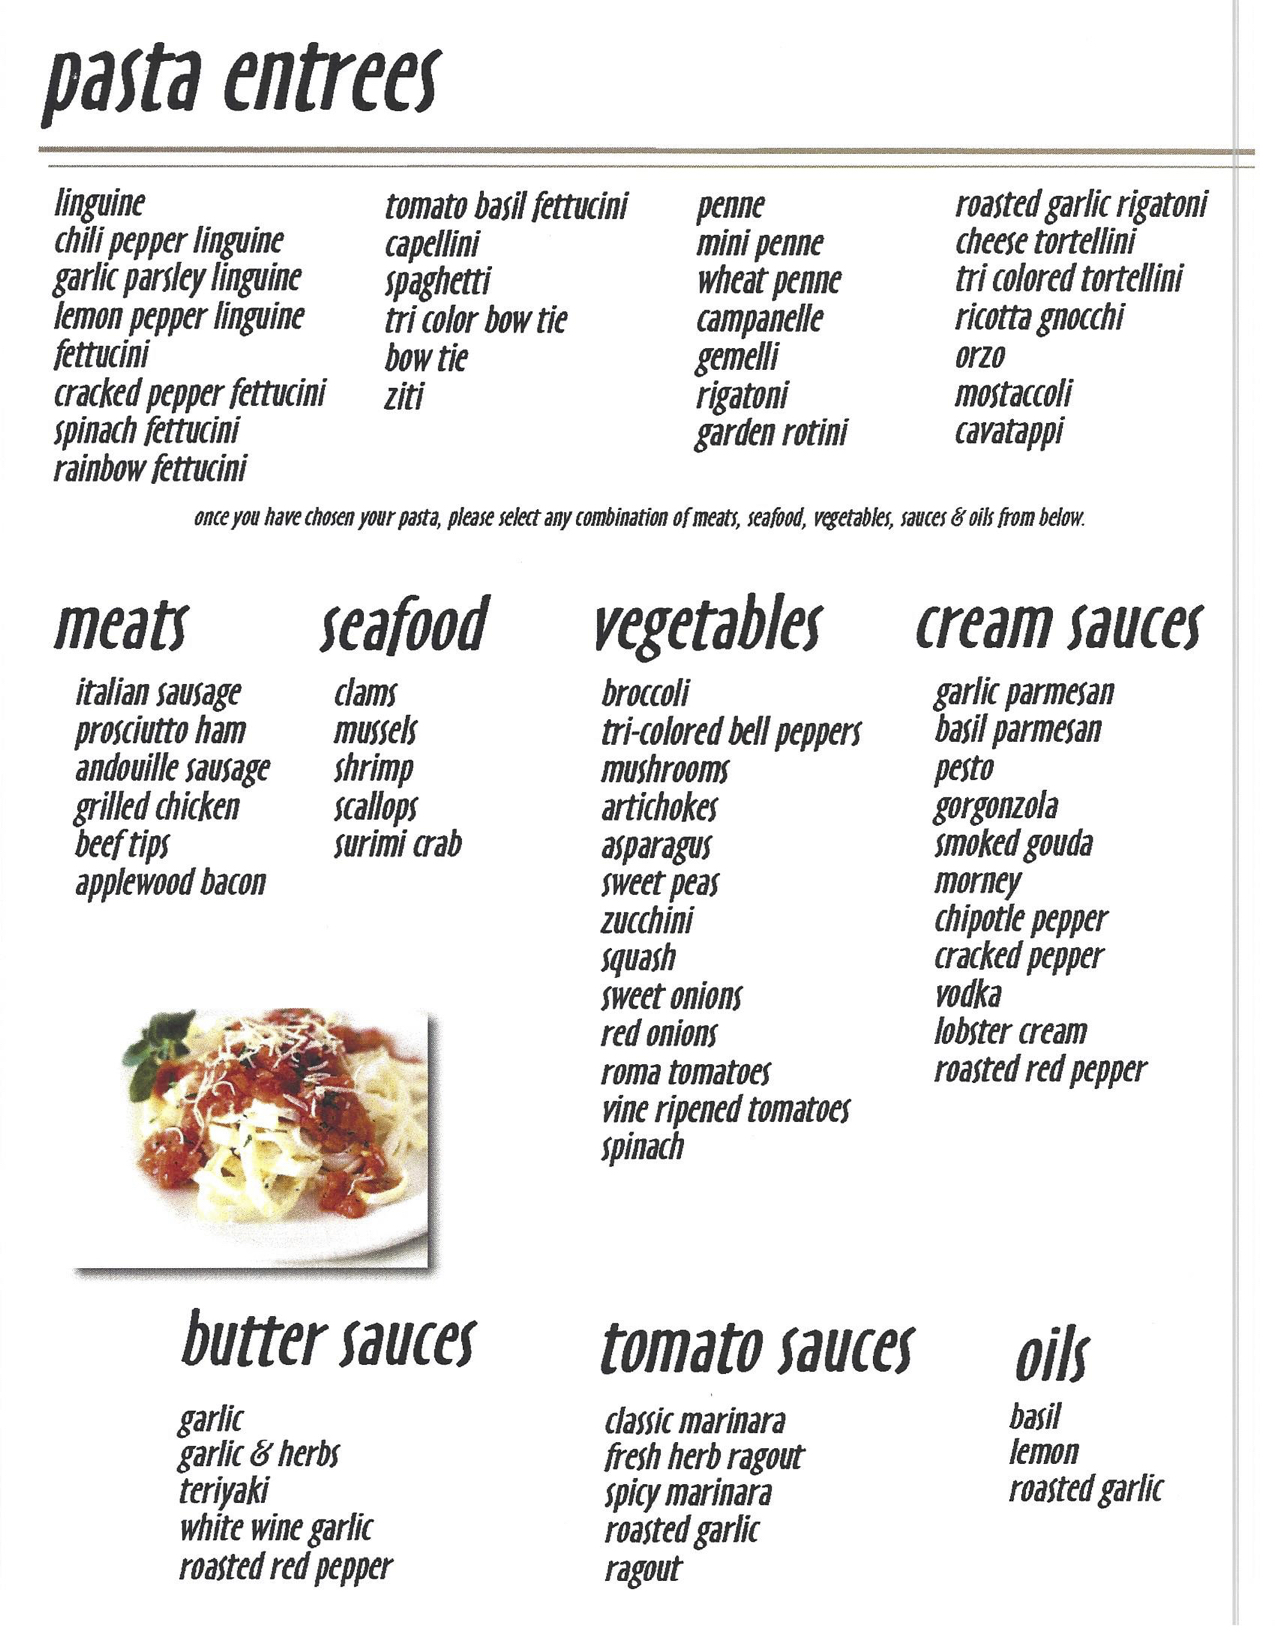 pasta entrees
linguine
chili pepper linguine
garlic parsley linguine
lemon pepper linguine
fettucini
cracked pepper fettucini
spinach fettucini
rainbow fettucini
tomato basil fettucini
capellini
spaghetti
tri color bow tie
bow tie
ziti
penne
mini penne
wheat penne
campanelle
gemelli
rigatoni
garden rotini
roasted garlic rigatoni
cheese tortellini
tri colored tortellini
ricotta gnocchi
orzo
mostaccoli
cavatappi
once you have chosen your pasta, please select any combination of meats, seafood, vegetables, sauces & oils from below.
meats
italian sausage
prosciutto ham
andouille sausage
grilled chicken
beef tips
applewood bacon
seafood
clams
mussels
shrimp
scallops
surimi crab
vegetables
broccoli
tri-colored bell peppers
mushrooms
artichokes
asparagus
sweet peas
zucchini
squash
sweet onions
red onions
roma tomatoes
vine ripened tomatoes
spinach
cream sauces
garlic parmesan
basil parmesan
pesto
gorgonzola
smoked gouda
morney
chipotle pepper
cracked pepper
vodka
lobster cream
roasted red pepper
butter sauces
garlic
garlic & herbs
teriyaki
white wine garlic
roasted red pepper
tomato sauces
classic marinara
fresh herb ragout
spicy marinara
roasted garlic
ragout
oils
basil
lemon
roasted garlic